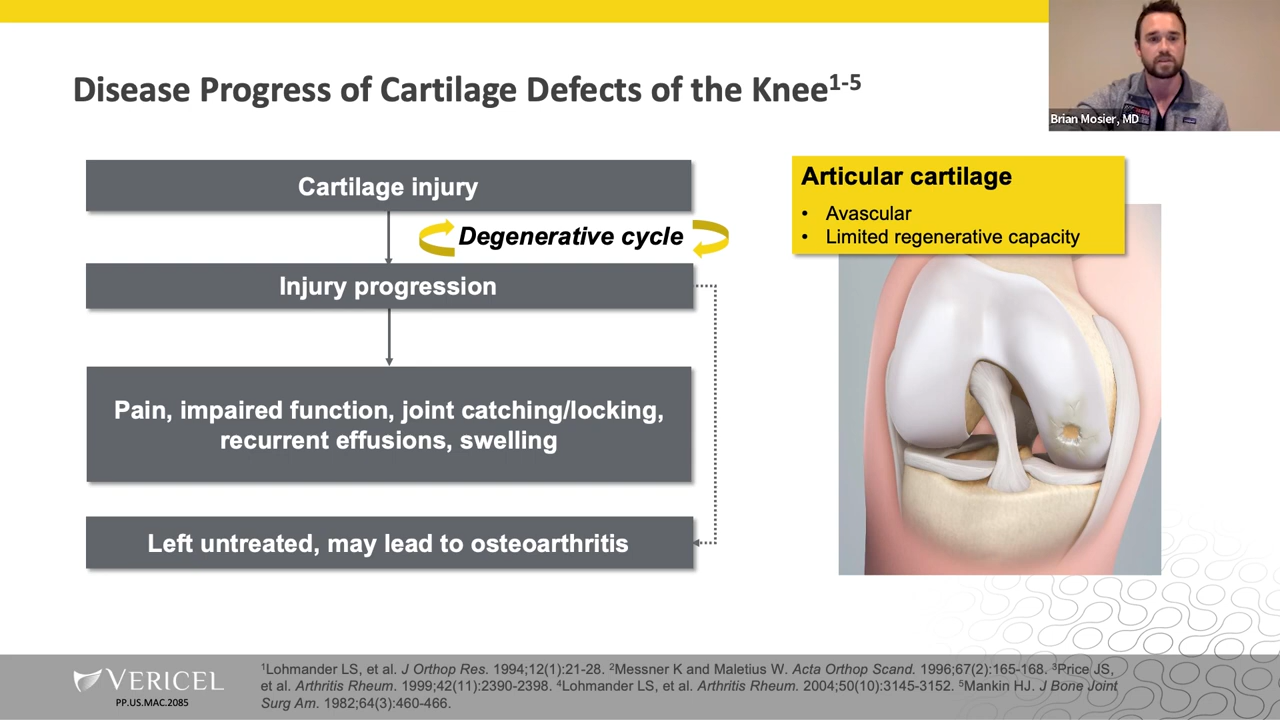 Disease Progress of Cartilage Defects of the Knee1-5
Brian Mosier, MD
Cartilage injury
Degenerative cycle
Injury progression
Pain, impaired function, joint catching/locking,
recurrent effusions, swelling
Left untreated, may lead to osteoarthritis
Articular cartilage
• Avascular
• Limited regenerative capacity
VERICEL
PP.US.MAC.2085
1Lohmander LS, et al. J Orthop Res. 1994;12(1):21-28. 2Messner K and Maletius W. Acta Orthop Scand. 1996;67(2):165-168. 3Price JS,
et al. Arthritis Rheum. 1999;42(11):2390-2398. 4Lohmander LS, et al. Arthritis Rheum. 2004;50(10):3145-3152. 5Mankin HJ. J Bone Joint
Surg Am. 1982;64(3):460-466.